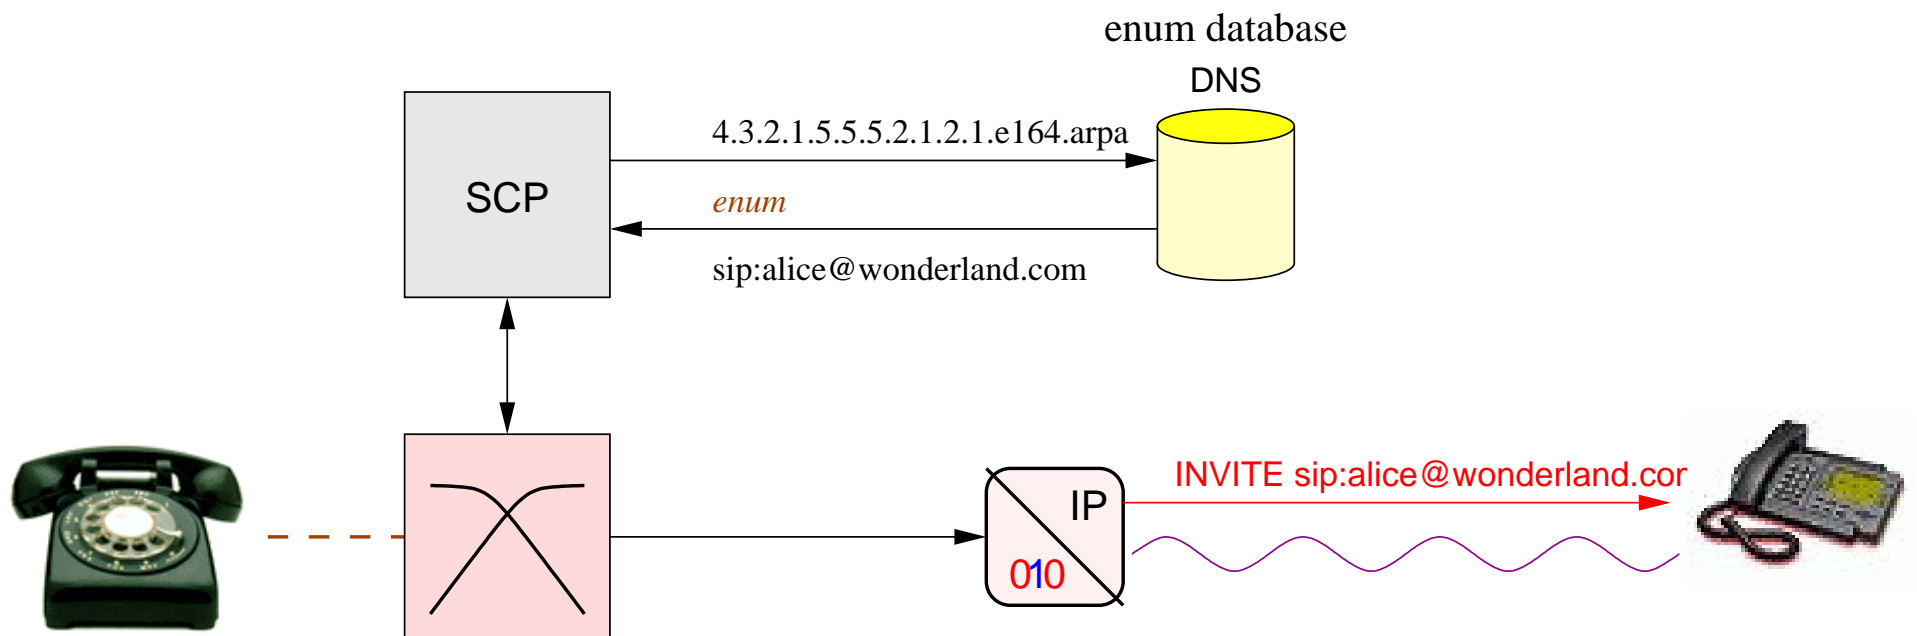 enum database
DNS
4.3.2.1.5.5.5.2.1.2.1.e164.arpa
SCP
enum
sip:alice@wonderland.com
INVITE sip:alice@wonderland.com
IP
010